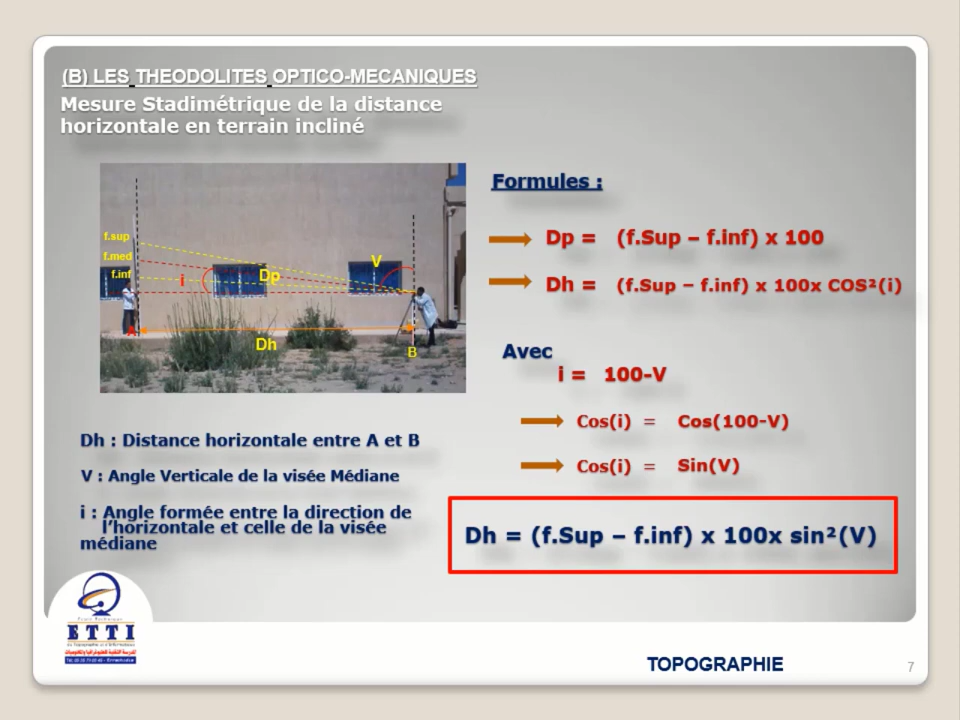 (B) LES THEODOLITES OPTICO-MECANIQUES
Mesure Stadimétrique de la distance
horizontale en terrain incliné
f.sup
f.med
f.inf
i
Dp
V
A
Dh
B
Formules :
Dp = (f.Sup – f.inf) x 100
Dh = (f.Sup – f.inf) x 100x COS²(i)
Avec
i = 100-V
Cos(i) = Cos(100-V)
Cos(i) = Sin(V)
Dh = (f.Sup – f.inf) x 100x sin²(V)
Dh : Distance horizontale entre A et B
V : Angle Verticale de la visée Médiane
i : Angle formée entre la direction de
l'horizontale et celle de la visée
médiane
ETTI
TOPOGRAPHIE
7